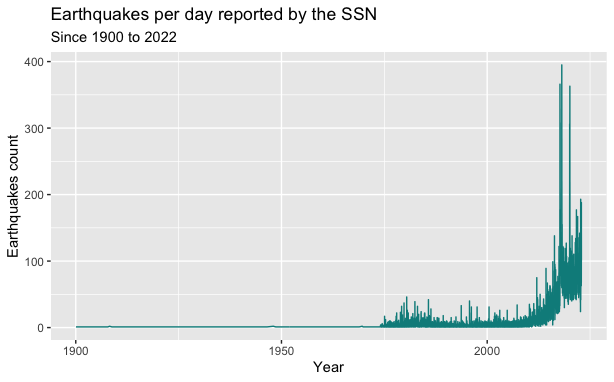 Earthquakes per day reported by the SSN
Since 1900 to 2022
400
300
200
100
0
Earthquakes count
1900
1950
2000
Year